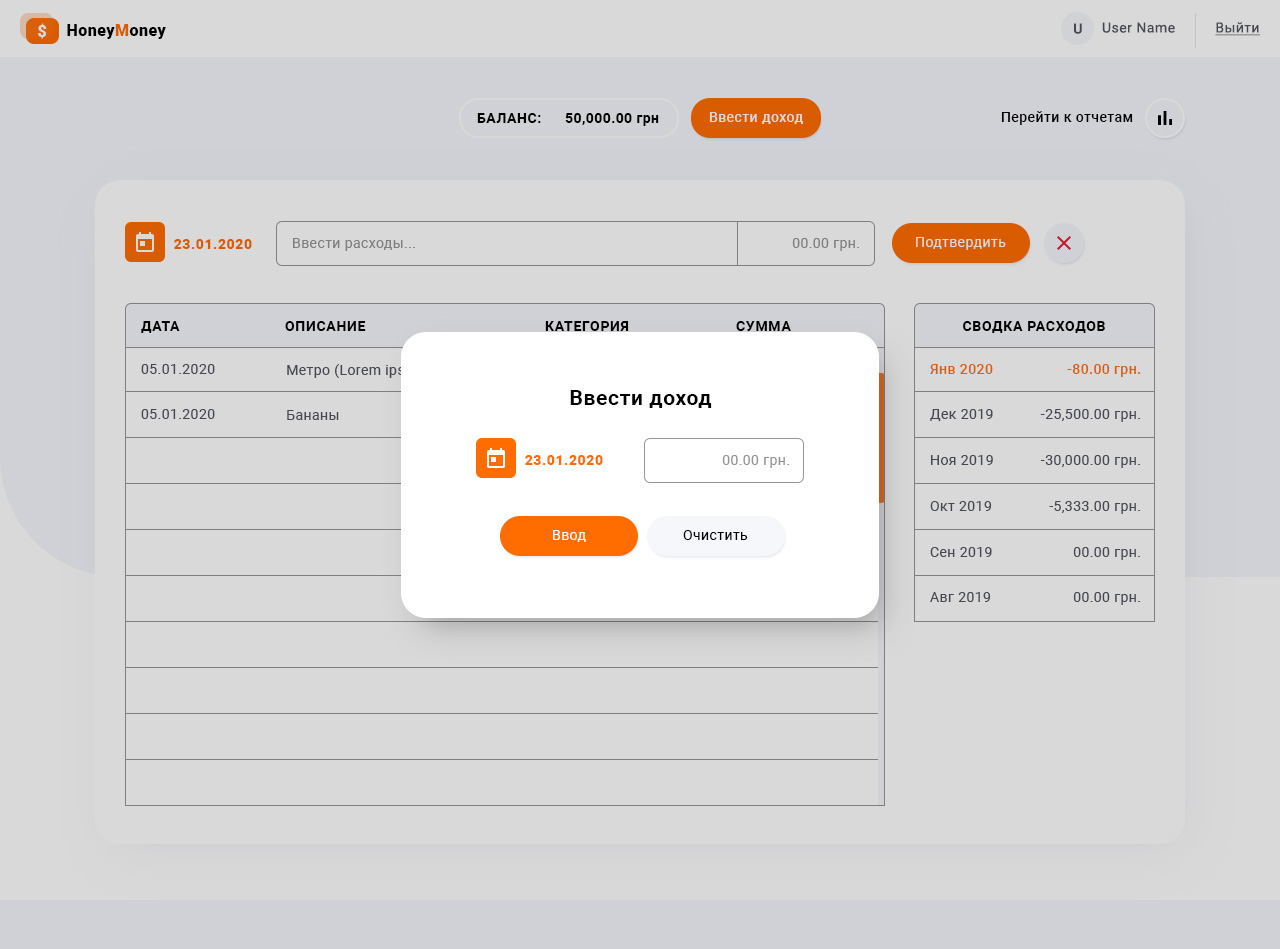 $ HoneyMoney
U User Name Выйти
БАЛАНС: 50,000.00 грн Ввести доход Перейти к отчетам
23.01.2020 Ввести расходы... 00.00 грн. Подтвердить
ДАТА ОПИСАНИЕ КАТЕГОРИЯ СУММА
05.01.2020 Метро (Lorem ips
05.01.2020 Бананы
СВОДКА РАСХОДОВ
Янв 2020 -80.00 грн.
Дек 2019 -25,500.00 грн.
Ноя 2019 -30,000.00 грн.
Окт 2019 -5,333.00 грн.
Сен 2019 00.00 грн.
Авг 2019 00.00 грн.
Ввести доход
23.01.2020 00.00 грн.
Ввод Очистить